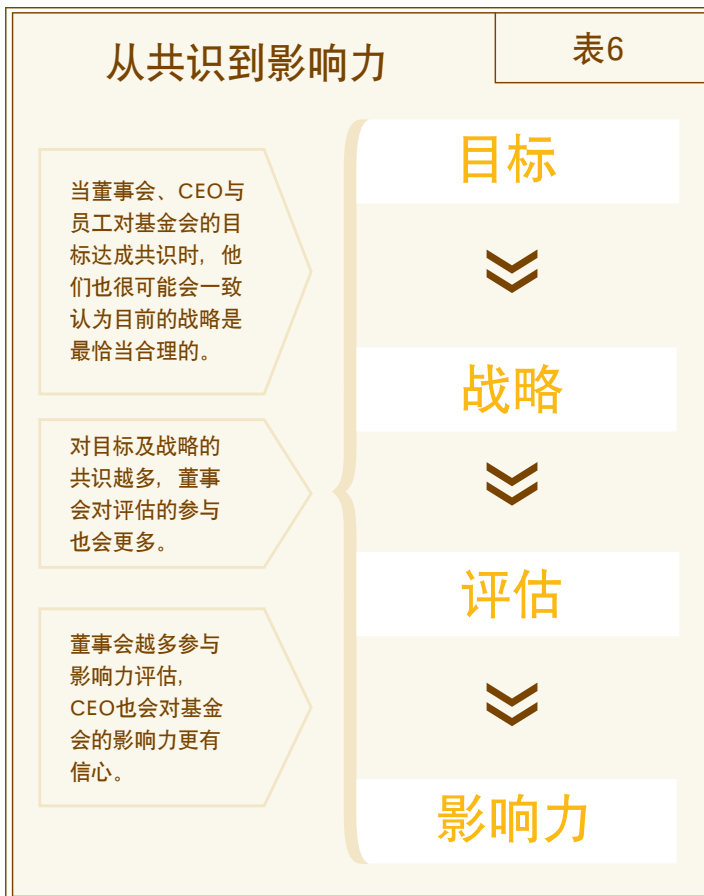 从共识到影响力
表6
当董事会、CEO与
员工对基金会的目
标达成共识时，他
们也很可能会一致
认为目前的战略是
最恰当合理的。
对目标及战略的
共识越多，董事
会对评估的参与
也会更多。
董事会越多参与
影响力评估，
CEO也会对基金
会的影响力更有
信心。
目标
战略
评估
影响力